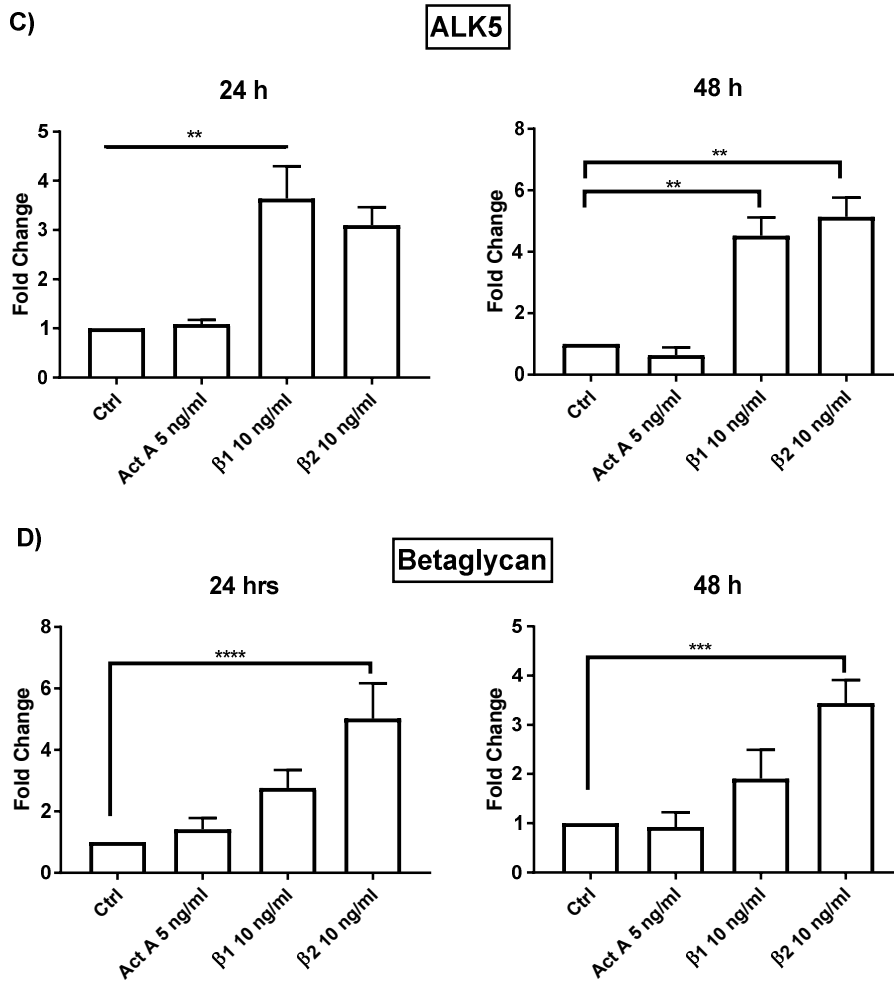 C)
ALK5
24 h
**
Fold Change
5
4
3
2
1
0
Ctrl
Act A 5 ng/ml
β1 10 ng/ml
β2 10 ng/ml
48 h
**
**
Fold Change
8
6
4
2
0
Ctrl
Act A 5 ng/ml
β1 10 ng/ml
β2 10 ng/ml
D)
Betaglycan
24 hrs
****
Fold Change
8
6
4
2
0
Ctrl
Act A 5 ng/ml
β1 10 ng/ml
β2 10 ng/ml
48 h
***
Fold Change
5
4
3
2
1
0
Ctrl
Act A 5 ng/ml
β1 10 ng/ml
β2 10 ng/ml